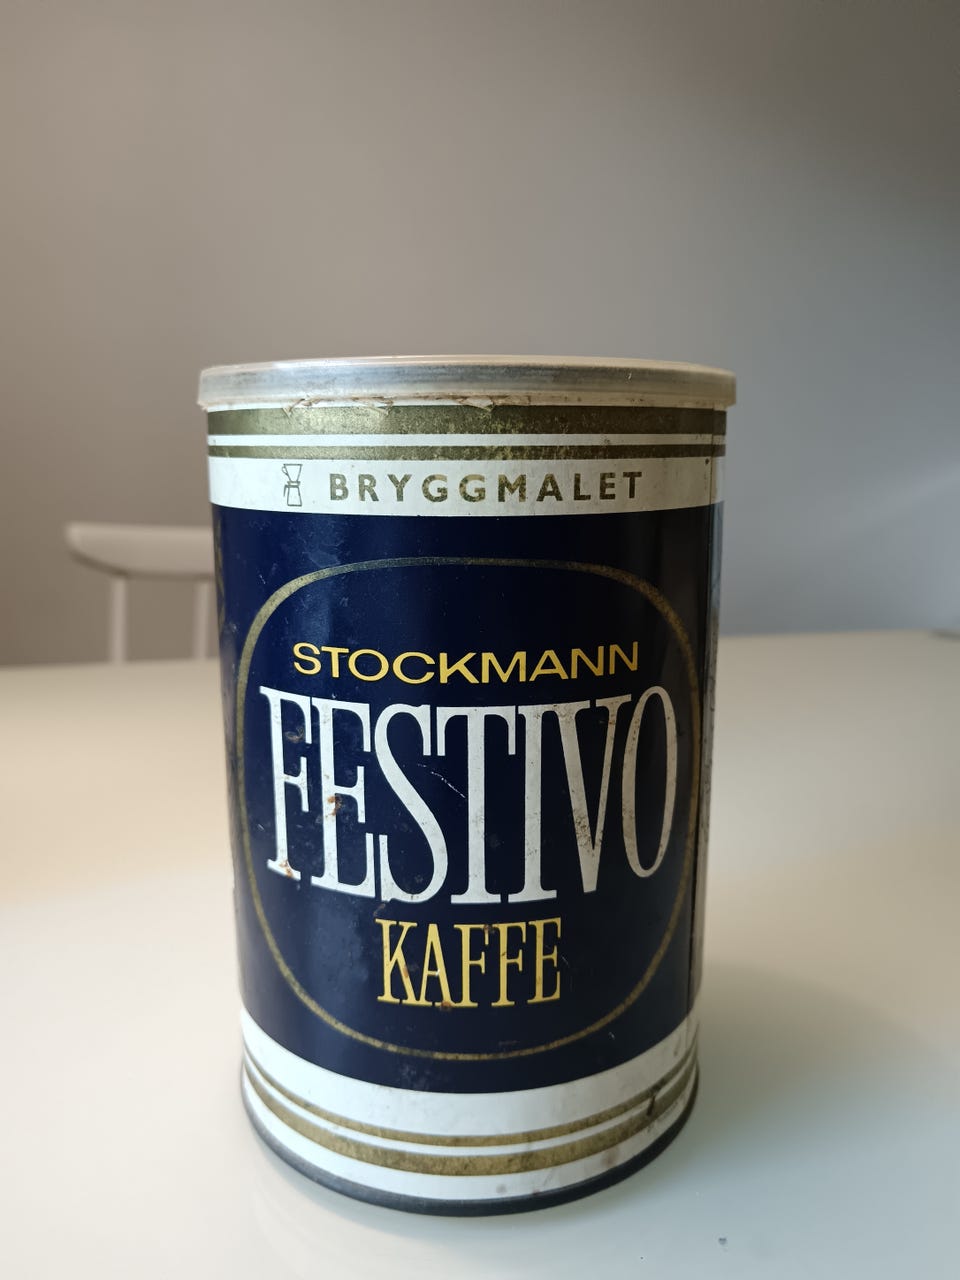 BRYGGMALET
STOCKMANN
FESTIVO
KAFFE